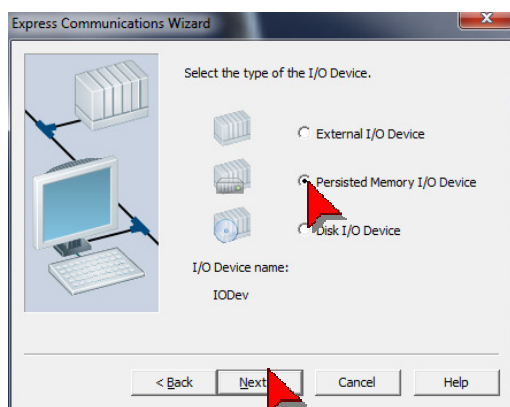 Express Communications Wizard
Select the type of the I/O Device.
External I/O Device
Persisted Memory I/O Device
Disk I/O Device
I/O Device name:
IODev
< Back Next Cancel Help